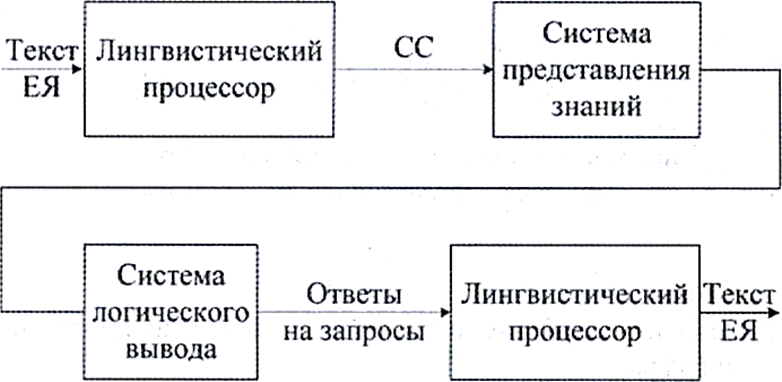 Текст
ЕЯ
Лингвистический
процессор
СС
Система
представления
знаний
Система
логического
вывода
Ответы
на запросы
Лингвистический
процессор
Текст
ЕЯ